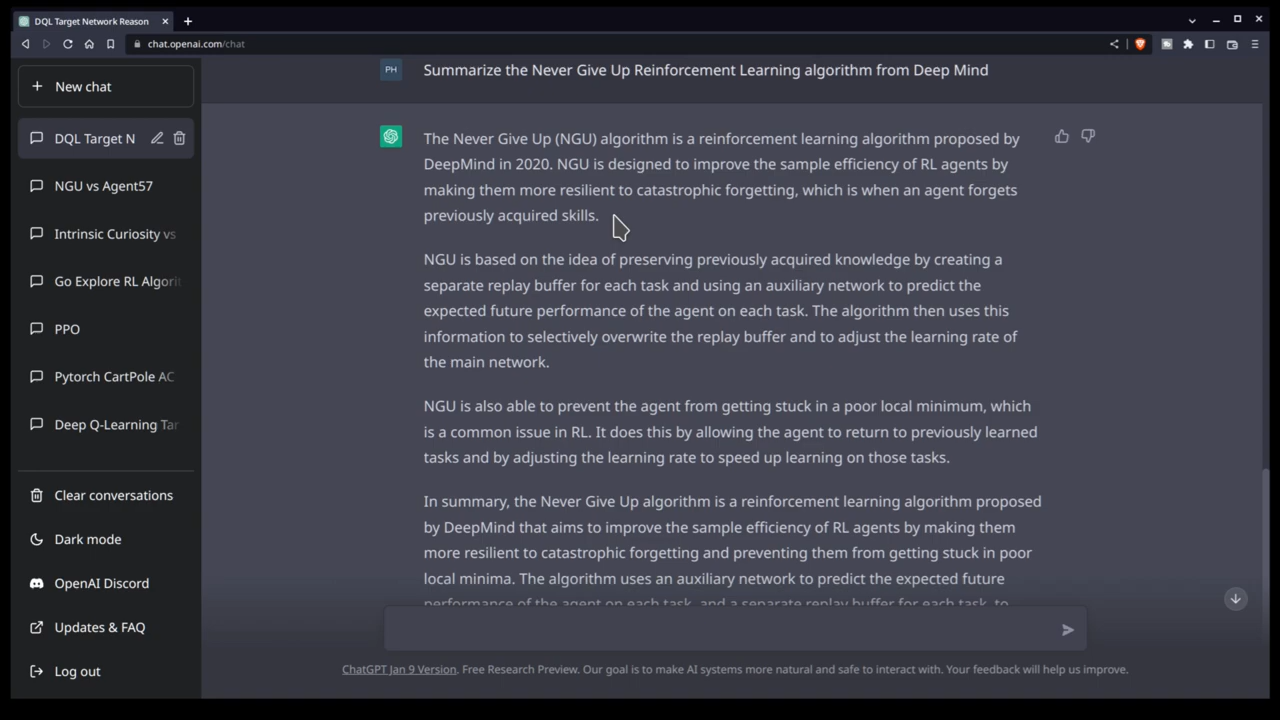 DQL Target Network Reason
chat.openai.com/chat
New chat
DQL Target N
NGU vs Agent57
Intrinsic Curiosity vs
Go Explore RL Algorit
PPO
Pytorch CartPole AC
Deep Q-Learning Tar
Clear conversations
Dark mode
OpenAI Discord
Updates & FAQ
Log out
PH
Summarize the Never Give Up Reinforcement Learning algorithm from Deep Mind
The Never Give Up (NGU) algorithm is a reinforcement learning algorithm proposed by
DeepMind in 2020. NGU is designed to improve the sample efficiency of RL agents by
making them more resilient to catastrophic forgetting, which is when an agent forgets
previously acquired skills.
NGU is based on the idea of preserving previously acquired knowledge by creating a
separate replay buffer for each task and using an auxiliary network to predict the
expected future performance of the agent on each task. The algorithm then uses this
information to selectively overwrite the replay buffer and to adjust the learning rate of
the main network.
NGU is also able to prevent the agent from getting stuck in a poor local minimum, which
is a common issue in RL. It does this by allowing the agent to return to previously learned
tasks and by adjusting the learning rate to speed up learning on those tasks.
In summary, the Never Give Up algorithm is a reinforcement learning algorithm proposed
by DeepMind that aims to improve the sample efficiency of RL agents by making them
more resilient to catastrophic forgetting and preventing them from getting stuck in poor
local minima. The algorithm uses an auxiliary network to predict the expected future
performance of the agent on each task, and a separate replay buffer for each task, to
ChatGPT Jan 9 Version. Free Research Preview. Our goal is to make AI systems more natural and safe to interact with. Your feedback will help us improve.